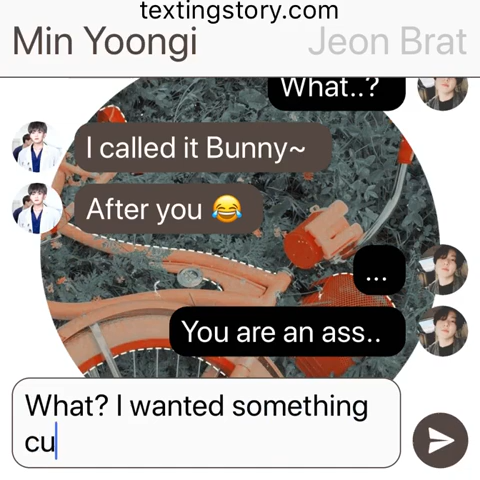 textingstory.com
Min Yoongi
Jeon Brat
What..?
I called it Bunny~
After you 😂
...
You are an ass..
What? I wanted something
cu